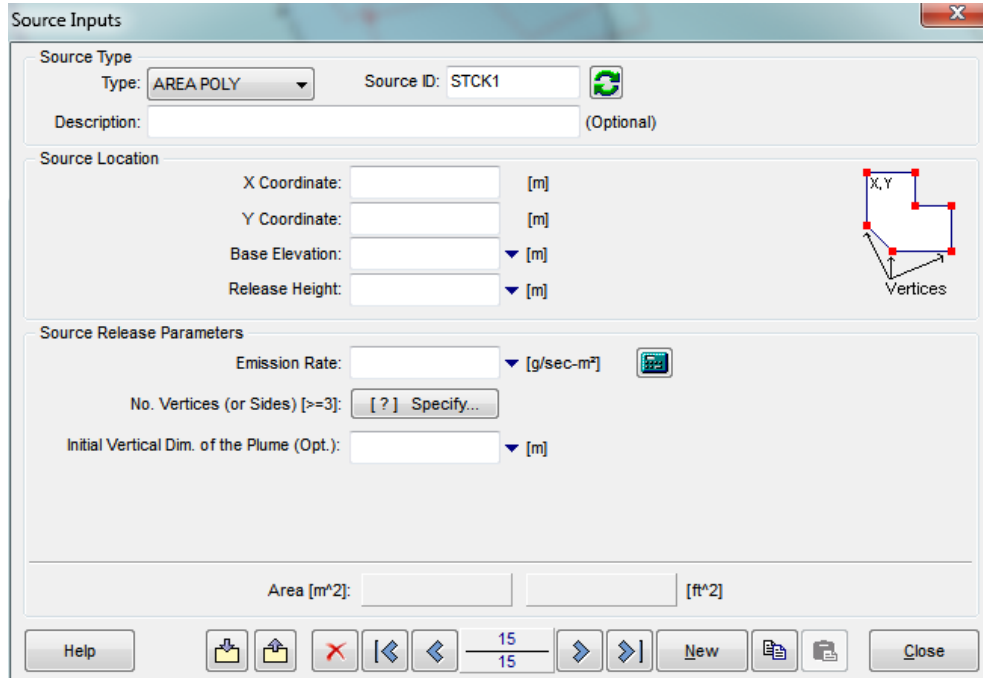 Source Inputs
Source Type
Type: AREA POLY Source ID: STCK1
Description: (Optional)
Source Location
X Coordinate: [m]
Y Coordinate: [m]
Base Elevation: [m]
Release Height: [m]
X,Y
Vertices
Source Release Parameters
Emission Rate: [g/sec-m²]
No. Vertices (or Sides) [>=3]: [ ? ] Specify...
Initial Vertical Dim. of the Plume (Opt.): [m]
Area [m^2]: [ft^2]
Help 15 New Close
15